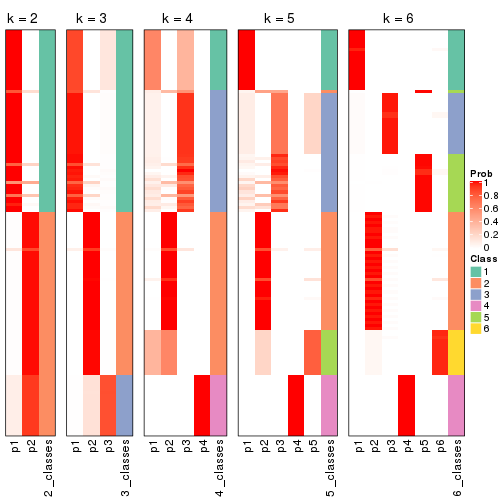 k = 2
k = 3
k = 4
k = 5
k = 6
Prob
1
0.8
0.6
0.4
0.2
0
Class
1
2
3
4
5
6
p1
p2
2_classes
p1
p2
p3
3_classes
p1
p2
p3
p4
4_classes
p1
p2
p3
p4
p5
5_classes
p1
p2
p3
p4
p5
p6
6_classes